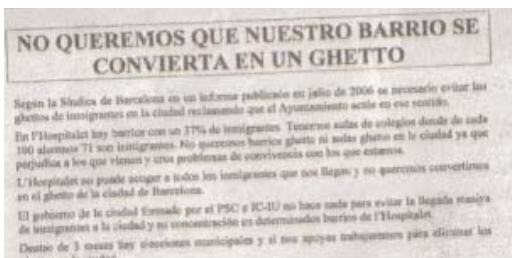 NO QUEREMOS QUE NUESTRO BARRIO SE
CONVIERTA EN UN GHETTO
Según la Síndica de Barcelona en un informe publicado en julio de 2006 es necesario evitar los
ghettos de inmigrantes en la ciudad reclamando que el Ayuntamiento actúe en ese sentido.
En l'Hospitalet hay barrios con un 37% de inmigrantes. Tenemos aulas de colegios donde de cada
100 alumnos 71 son inmigrantes. No queremos barrios ghetto ni aulas ghetto en la ciudad ya que
perjudica a los que vienen y crea problemas de convivencia con los que estamos.
L'Hospitalet no puede acoger a todos los inmigrantes que nos llegan y no queremos convertirnos
en el ghetto de la ciudad de Barcelona.
El gobierno de la ciudad formado por el PSC e IC-IU no hace nada para evitar la llegada masiva
de inmigrantes a la ciudad y su concentración en determinados barrios de l'Hospitalet.
Dentro de 3 meses hay elecciones municipales y si nos apoyas trabajaremos para eliminar los